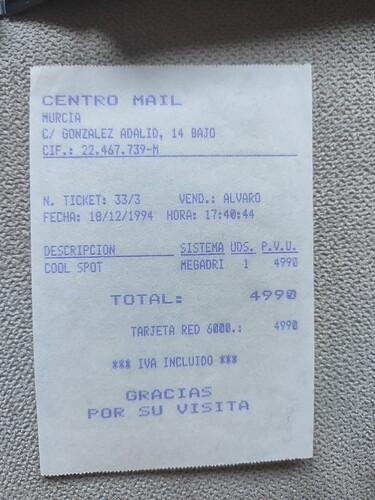 CENTRO MAIL
MURCIA
C/ GONZALEZ ADALID, 14 BAJO
CIF.: 22.467.739-M
N. TICKET: 33/3 VEND.: ALVARO
FECHA: 18/12/1994 HORA: 17:40:44
DESCRIPCION SISTEMA UDS. P.V.U.
COOL SPOT MEGADRI 1 4990
TOTAL: 4990
TARJETA RED 6000.: 4990
*** IVA INCLUIDO ***
GRACIAS
POR SU VISITA